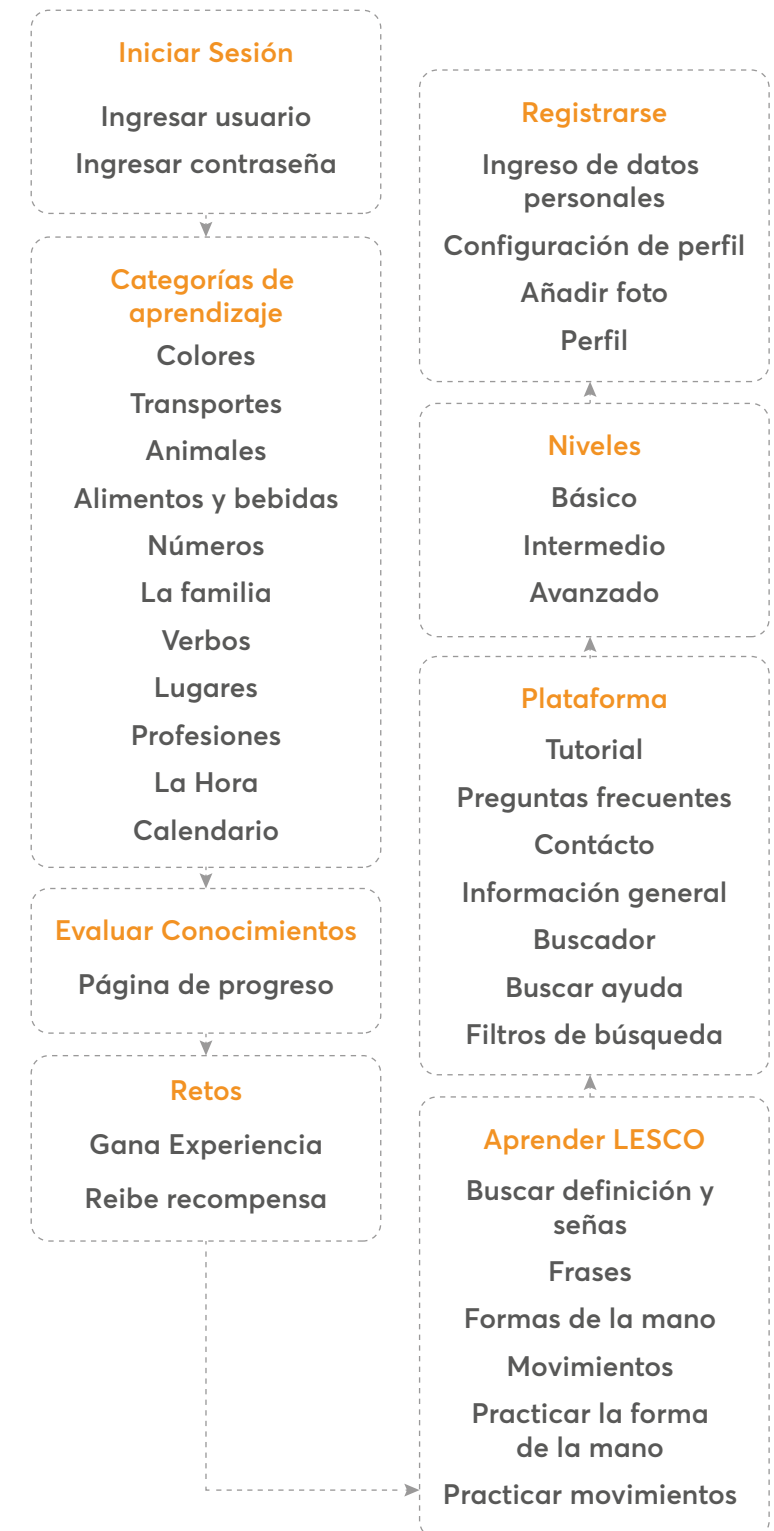 Iniciar Sesión
Ingresar usuario
Ingresar contraseña
Categorías de
aprendizaje
Colores
Transportes
Animales
Alimentos y bebidas
Números
La familia
Verbos
Lugares
Profesiones
La Hora
Calendario
Evaluar Conocimientos
Página de progreso
Retos
Gana Experiencia
Reibe recompensa
Aprender LESCO
Buscar definición y
señas
Frases
Formas de la mano
Movimientos
Practicar la forma
de la mano
Practicar movimientos
Plataforma
Tutorial
Preguntas frecuentes
Contácto
Información general
Buscador
Buscar ayuda
Filtros de búsqueda
Niveles
Básico
Intermedio
Avanzado
Registrarse
Ingreso de datos
personales
Configuración de perfil
Añadir foto
Perfil